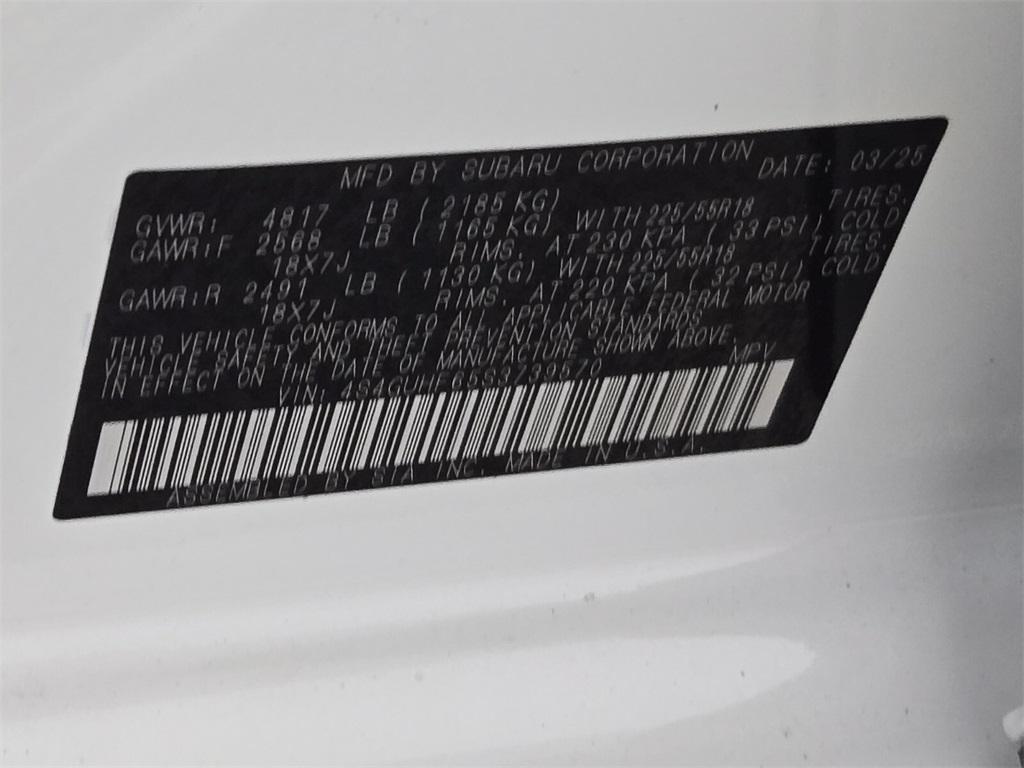 MFD BY SUBARU CORPORATION DATE: 03/25
GVWR: 4817 LB (2185 KG)
GAWR:F 2568 LB (1165 KG) WITH 225/55R18 TIRES,
18X7J RIMS, AT 230 KPA (33 PSI) COLD
GAWR:R 2491 LB (1130 KG) WITH 225/55R18 TIRES,
18X7J RIMS, AT 220 KPA (32 PSI) COLD
THIS VEHICLE CONFORMS TO ALL APPLICABLE FEDERAL MOTOR
VEHICLE SAFETY AND THEFT PREVENTION STANDARDS
IN EFFECT ON THE DATE OF MANUFACTURE SHOWN ABOVE.
VIN: MPV
ASSEMBLED BY SIA INC. MADE IN U.S.A.